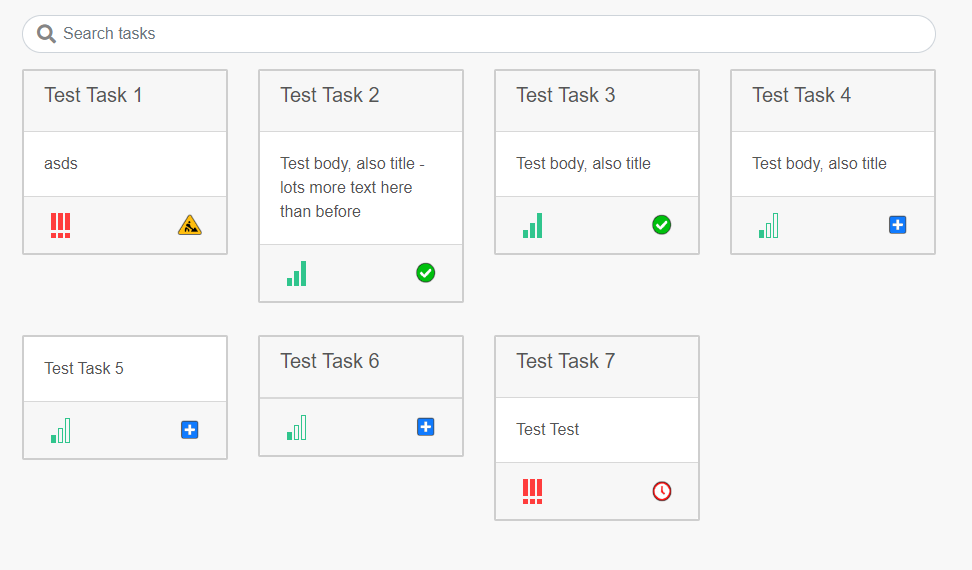 Search tasks
Test Task 1
asds
Test Task 2
Test body, also title -
lots more text here
than before
Test Task 3
Test body, also title
Test Task 4
Test body, also title
Test Task 5
Test Task 6
Test Task 7
Test Test